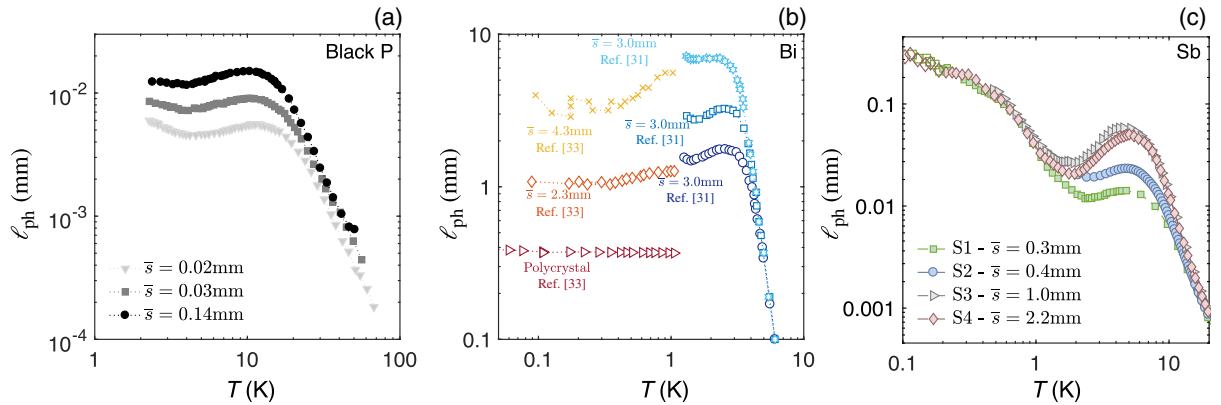 (a)
Black P
10⁻²
10⁻³
10⁻⁴
ℓph (mm)
s̅ = 0.02mm
s̅ = 0.03mm
s̅ = 0.14mm
1
10
100
T (K)
(b)
Bi
10
1
0.1
ℓph (mm)
s̅ = 3.0mm
Ref. [31]
s̅ = 4.3mm
Ref. [33]
s̅ = 3.0mm
Ref. [31]
s̅ = 2.3mm
Ref. [33]
s̅ = 3.0mm
Ref. [31]
Polycrystal
Ref. [33]
0.1
1
10
T (K)
(c)
Sb
0.1
0.01
0.001
ℓph (mm)
S1 - s̅ = 0.3mm
S2 - s̅ = 0.4mm
S3 - s̅ = 1.0mm
S4 - s̅ = 2.2mm
0.1
1
10
T (K)